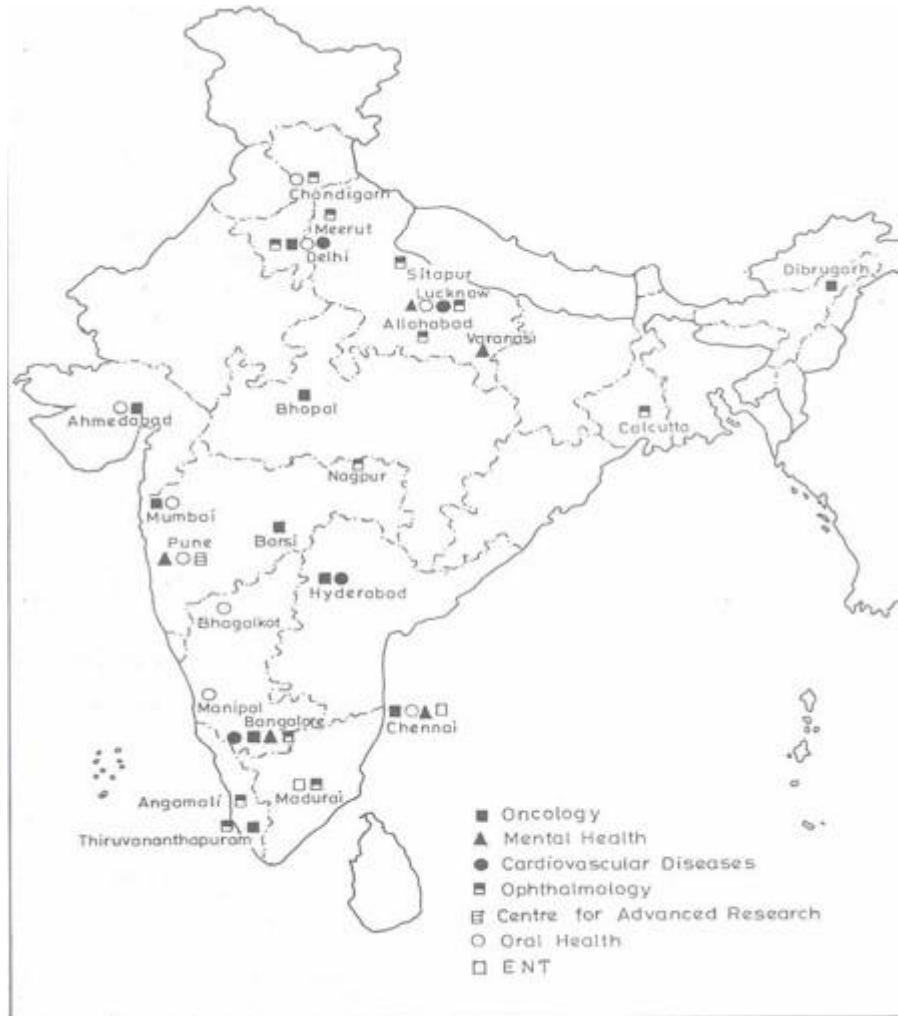 Chandigarh
Meerut
Delhi
Sitapur
Lucknow
Dibrugarh
Allohabad
Varanasi
Bhopal
Ahmedabad
Calcutta
Nagpur
Mumbai
Pune
Barsi
Hyderabad
Bhagalkot
Manipal
Bangalore
Chennai
Angamali
Madurai
Thiruvananthapuram
Oncology
Mental Health
Cardiovascular Diseases
Ophthalmology
Centre for Advanced Research
Oral Health
ENT